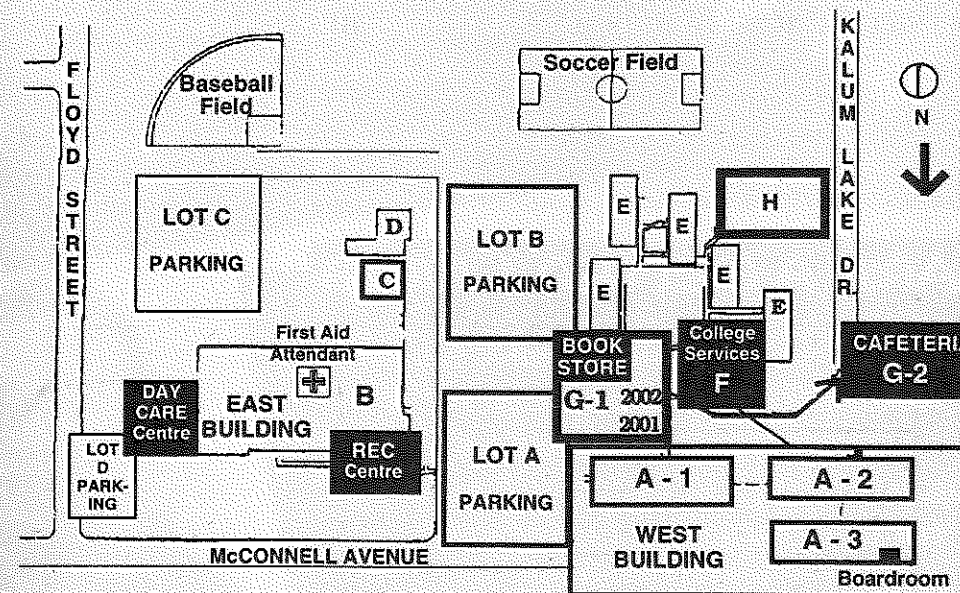 FLOYD STREET
Baseball
Field
Soccer Field
KALUM LAKE DR.
N
LOT C
PARKING
D
C
LOT B
PARKING
E
E
E
E
E
H
First Aid
Attendant
BOOK
STORE
G-1
2002
2001
College
Services
F
CAFETERI
G-2
DAY
CARE
Centre
EAST
BUILDING
B
REC
Centre
LOT
D
PARK-
ING
LOT A
PARKING
A - 1
A - 2
WEST
BUILDING
A - 3
Boardroom
McCONNELL AVENUE